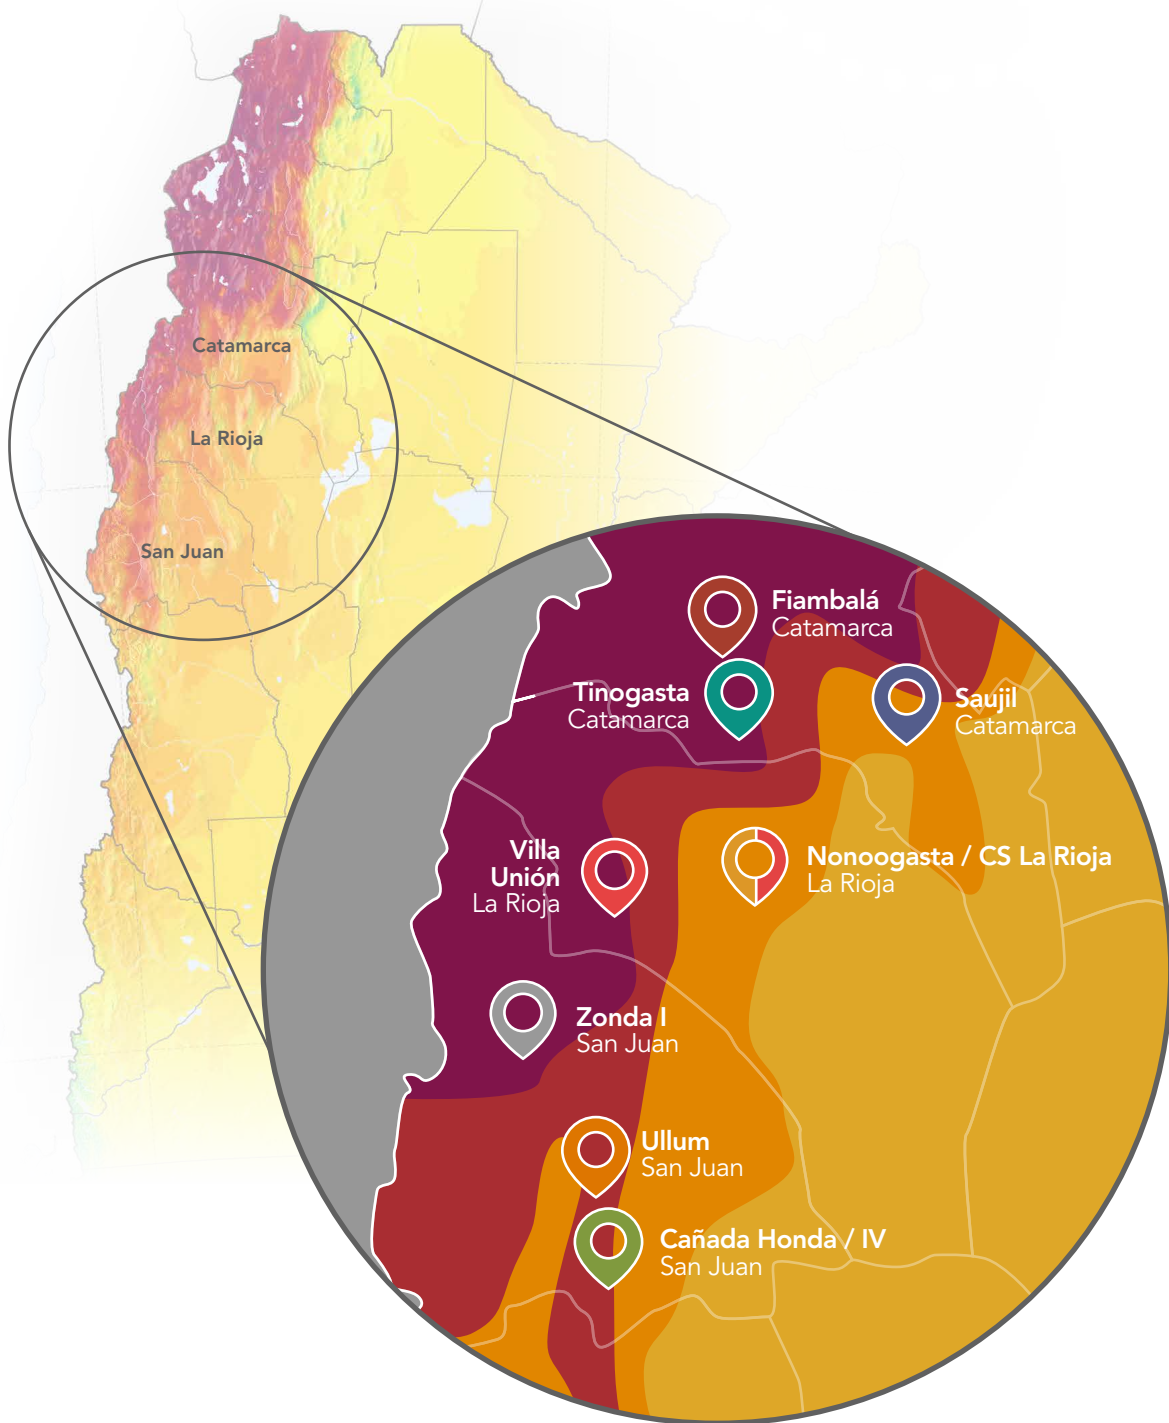 Catamarca
La Rioja
San Juan
Fiambalá
Catamarca
Tinogasta
Catamarca
Saujil
Catamarca
Villa
Unión
La Rioja
Nonoogasta / CS La Rioja
La Rioja
Zonda I
San Juan
Ullum
San Juan
Cañada Honda / IV
San Juan